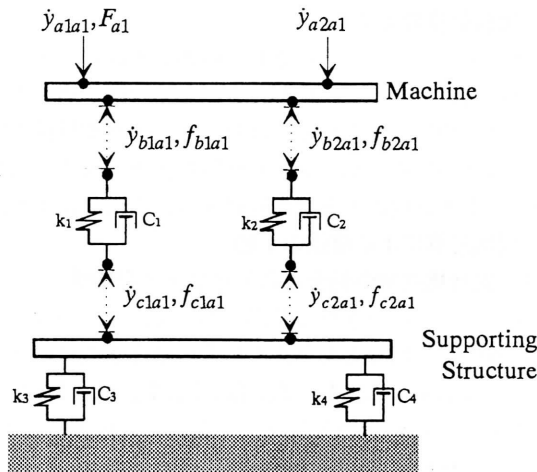 ẏa1a1, Fa1
ẏa2a1
Machine
ẏb1a1, fb1a1
ẏb2a1, fb2a1
k1
C1
k2
C2
ẏc1a1, fc1a1
ẏc2a1, fc2a1
Supporting
Structure
k3
C3
k4
C4